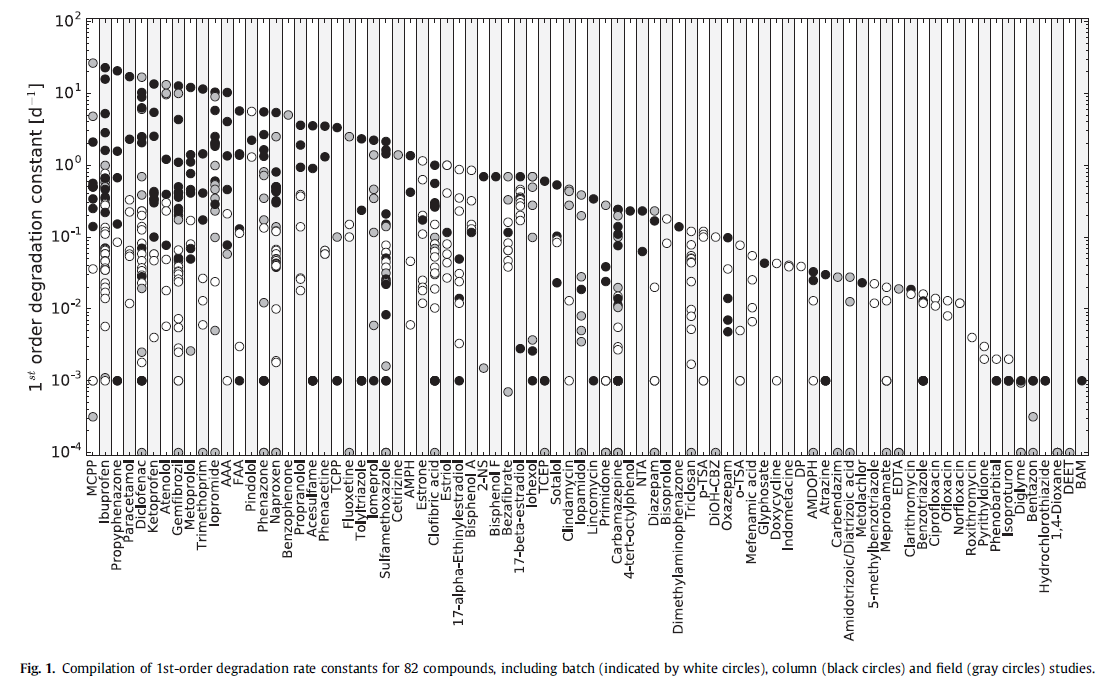 10²
10¹
10⁰
10⁻¹
10⁻²
10⁻³
10⁻⁴
1ˢᵗ order degradation constant [d⁻¹]
MCPP
Ibuprofen
Propyphenazone
Paracetamol
Diclofenac
Ketoprofen
Atenolol
Gemfibrozil
Metoprolol
Trimethoprim
Iopromide
AAA
FAA
Pindolol
Phenazone
Naproxen
Benzophenone
Propranolol
Acesulfame
Phenacetine
TCPP
Fluoxetine
Tolyltriazole
Iomeprol
Sulfamethoxazole
Cetirizine
AMPH
Estrone
Clofibric acid
Estriol
17-alpha-Ethinylestradiol
Bisphenol A
2-NS
Bisphenol F
Bezafibrate
17-beta-estradiol
Iohexol
TCEP
Sotalol
Clindamycin
Iopamidol
Lincomycin
Primidone
Carbamazepine
4-tert-octylphenol
NTA
Diazepam
Dimethylaminophenazone
Triclosan
p-TSA
DiOH-CBZ
Oxazepam
o-TSA
Mefenamic acid
Glyphosate
Doxycycline
Indometacine
DP
AMDOPH
Atrazine
Carbendazim
Amidotrizoic/Diatrizoic acid
Metolachlor
5-methylbenzotriazole
Meprobamate
EDTA
Clarithromycin
Benzotriazole
Ciprofloxacin
Ofloxacin
Norfloxacin
Roxithromycin
Pyrithyldione
Phenobarbital
Isoproturon
Diglyme
Bentazon
Hydrochlorothiazide
1,4-Dioxane
DEET
BAM
Fig. 1. Compilation of 1st-order degradation rate constants for 82 compounds, including batch (indicated by white circles), column (black circles) and field (gray circles) studies.